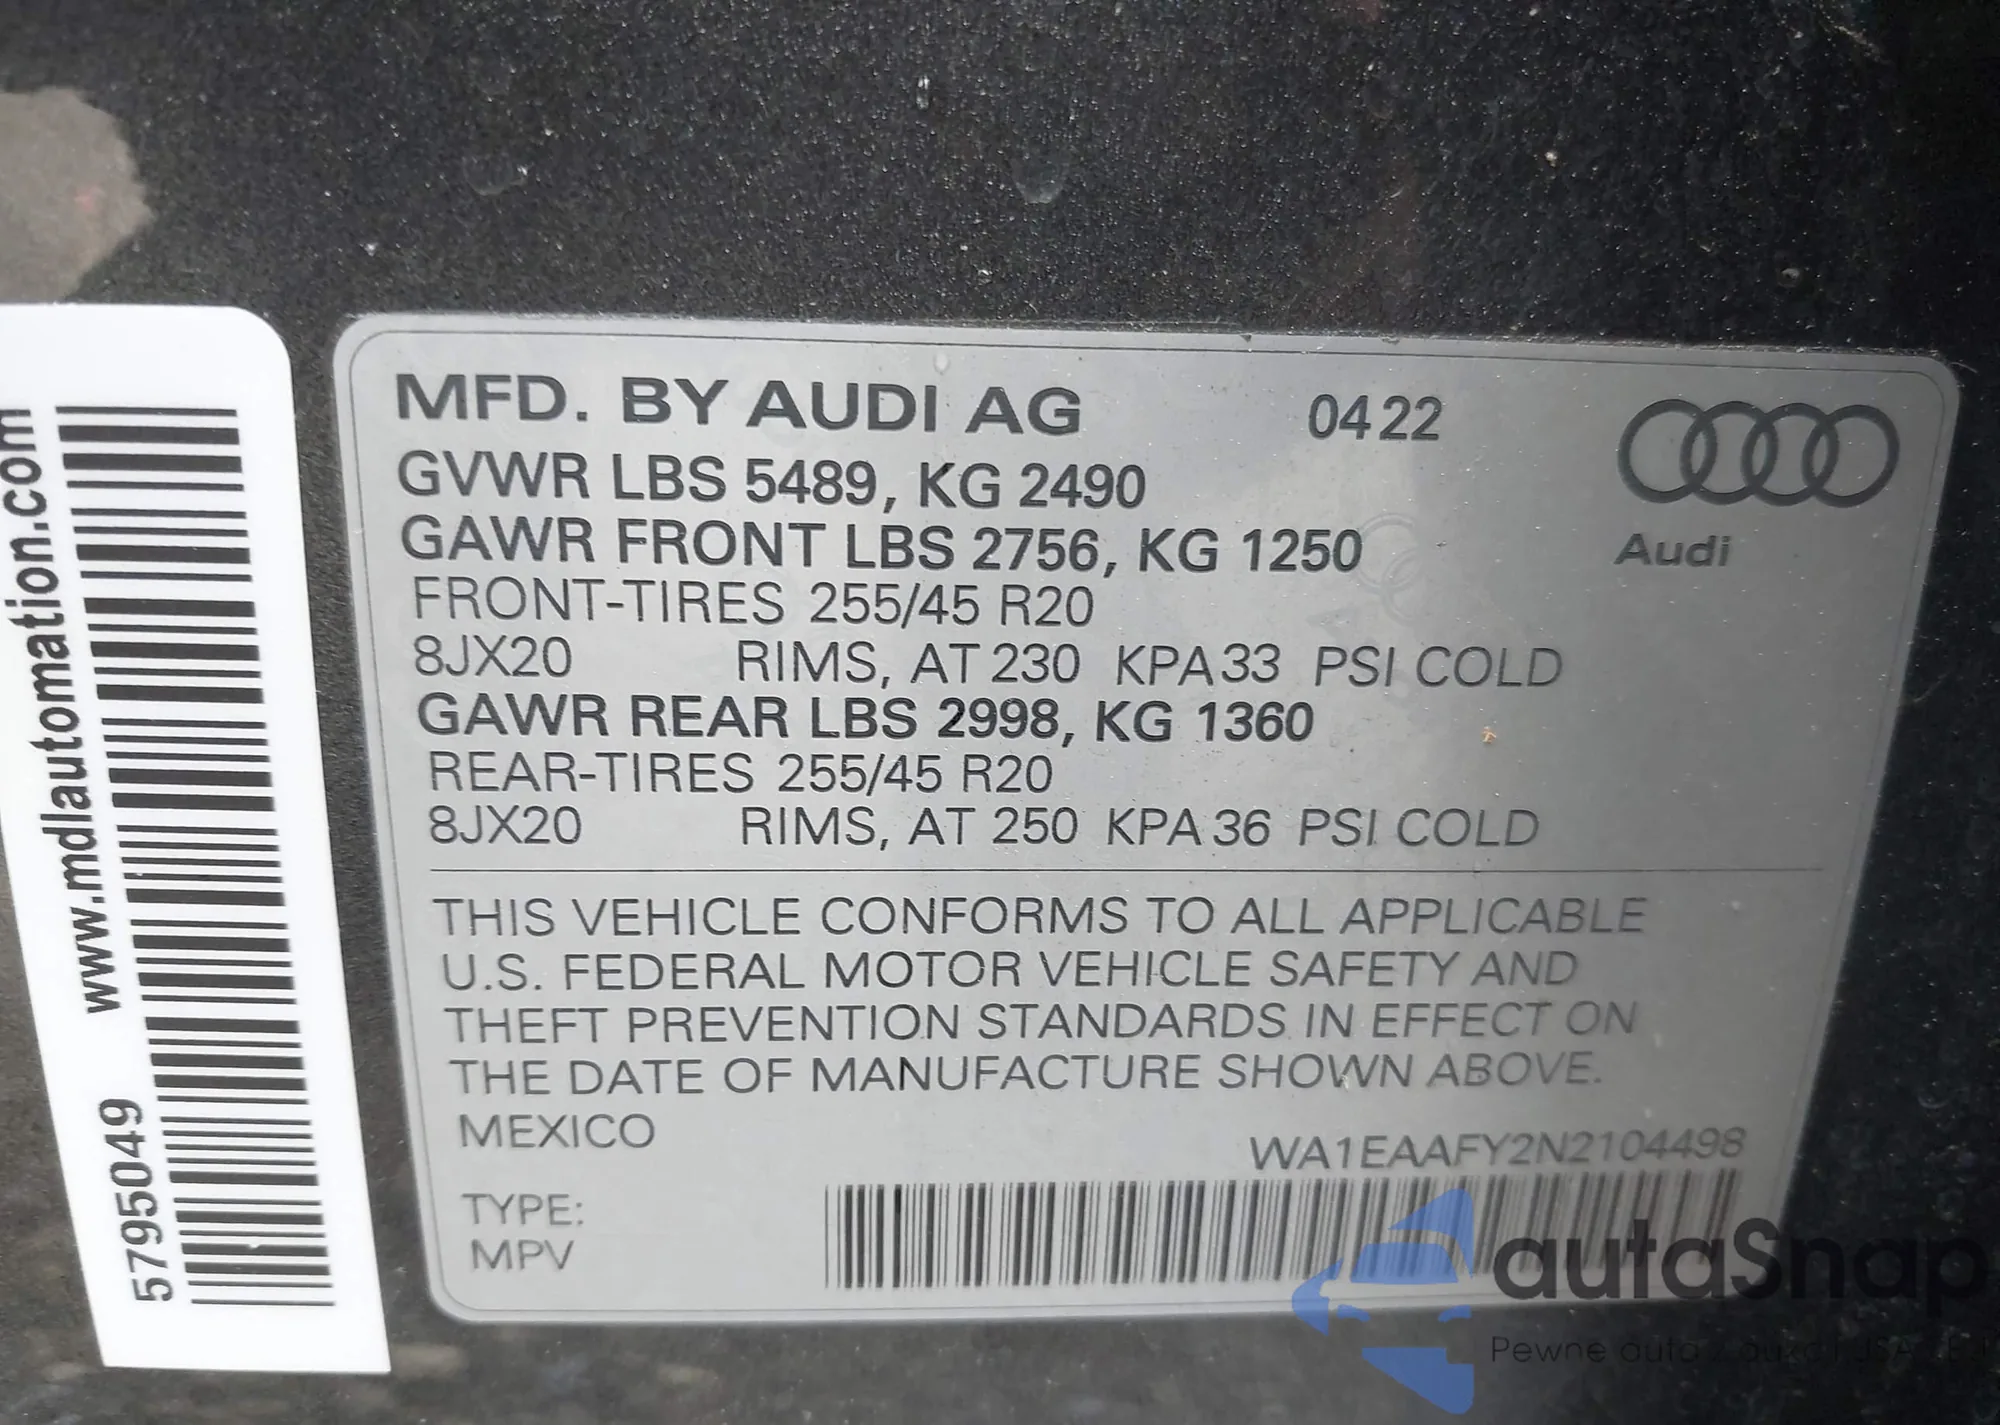 www.mdlautomation.com
5795049
MFD. BY AUDI AG 0422
GVWR LBS 5489, KG 2490
GAWR FRONT LBS 2756, KG 1250
Audi
FRONT-TIRES 255/45 R20
8JX20 RIMS, AT 230 KPA 33 PSI COLD
GAWR REAR LBS 2998, KG 1360
REAR-TIRES 255/45 R20
8JX20 RIMS, AT 250 KPA 36 PSI COLD
THIS VEHICLE CONFORMS TO ALL APPLICABLE
U.S. FEDERAL MOTOR VEHICLE SAFETY AND
THEFT PREVENTION STANDARDS IN EFFECT ON
THE DATE OF MANUFACTURE SHOWN ABOVE.
MEXICO
WA1EAAFY2N2104498
TYPE:
MPV
autaSnap
Pewne auta z